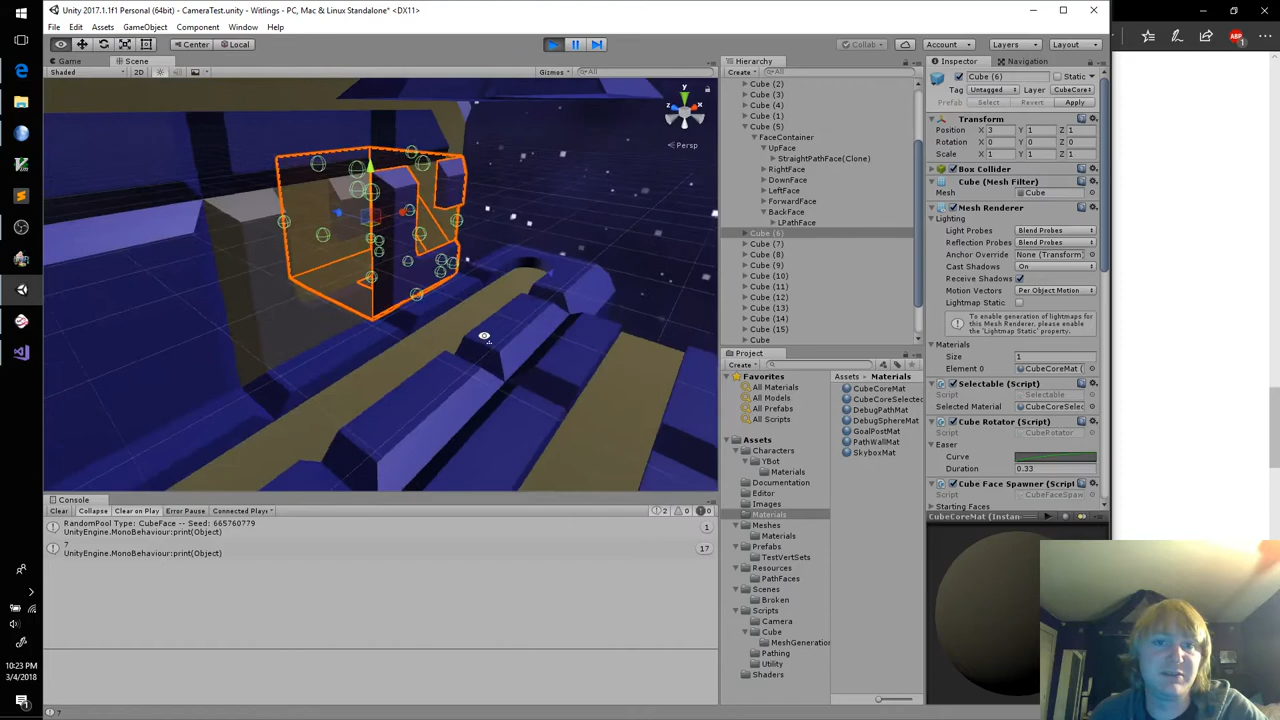 Unity 2017.1.1f1 Personal (64bit) - CameraTest.unity - Witlings - PC, Mac & Linux Standalone* <DX11>
File Edit Assets GameObject Component Window Help
Center Local Collab Account Layers Layout
Game Scene
Shaded 2D Gizmos All
y
x
Persp
Hierarchy
Create All
Cube (2)
Cube (3)
Cube (4)
Cube (1)
Cube (5)
FaceContainer
UpFace
StraightPathFace(Clone)
RightFace
DownFace
LeftFace
ForwardFace
BackFace
LPathFace
Cube (6)
Cube (7)
Cube (8)
Cube (9)
Cube (10)
Cube (11)
Cube (12)
Cube (13)
Cube (14)
Cube (15)
Cube
Project
Create
Favorites
All Materials
All Models
All Prefabs
All Scripts
Assets
Characters
YBot
Materials
Documentation
Editor
Images
Materials
Meshes
Materials
Prefabs
TestVertSets
Resources
PathFaces
Scenes
Broken
Scripts
Camera
Cube
MeshGeneration
Pathing
Utility
Shaders
Assets Materials
CubeCoreMat
CubeCoreSelected
DebugPathMat
DebugSphereMat
GoalPostMat
PathWallMat
SkyboxMat
Inspector Navigation
Cube (6) Static
Tag Untagged Layer CubeCore
Prefab Select Revert Apply
Transform
Position X 3 Y 1 Z 1
Rotation X 0 Y 0 Z 0
Scale X 1 Y 1 Z 1
Box Collider
Cube (Mesh Filter)
Mesh Cube
Mesh Renderer
Lighting
Light Probes Blend Probes
Reflection Probes Blend Probes
Anchor Override None (Transform)
Cast Shadows On
Receive Shadows
Motion Vectors Per Object Motion
Lightmap Static
To enable generation of lightmaps for
this Mesh Renderer, please enable
the 'Lightmap Static' property.
Materials
Size 1
Element 0 CubeCoreMat (
Selectable (Script)
Script Selectable
Selected Material CubeCoreSelec
Cube Rotator (Script)
Script CubeRotator
Easer
Curve
Duration 0.33
Cube Face Spawner (Script
Script CubeFaceSpaw
Starting Faces
CubeCoreMat (Instan
Console
Clear Collapse Clear on Play Error Pause Connected Player 2 0 0
RandomPool Type: CubeFace -- Seed: 665760779
UnityEngine.MonoBehaviour:print(Object) 1
7
UnityEngine.MonoBehaviour:print(Object) 17
7
10:23 PM
3/4/2018
ABP
1